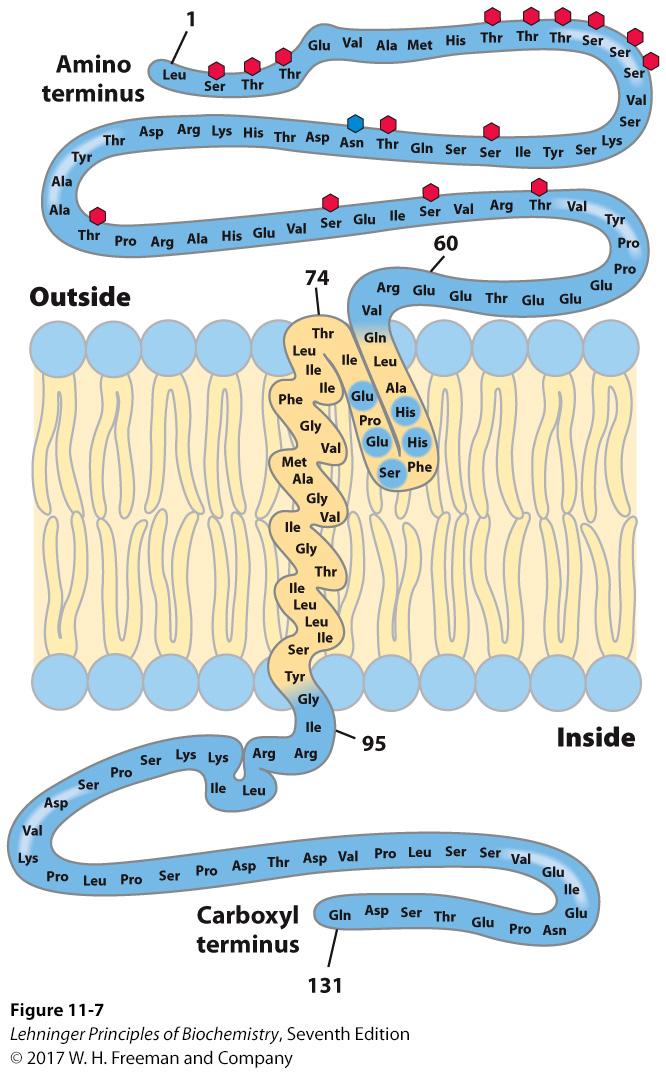 1
Amino
terminus
Leu Ser Thr Thr Glu Val Ala Met His Thr Thr Thr Ser Ser Ser Val Ser Lys
Ser Tyr Ile Ser Ser Gln Thr Asn Asp Thr His Lys Arg Asp Thr Tyr Ala Ala
Thr Pro Arg Ala His Glu Val Ser Glu Ile Ser Val Arg Thr Val Tyr Pro Pro
Glu Glu Glu Thr Glu Glu Arg Val
60
Outside
74
Gln
Leu
Ala
His
His
Phe
Ser
Glu
Pro
Glu
Ile
Thr
Leu
Ile
Ile
Phe
Gly
Val
Met
Ala
Gly
Val
Ile
Gly
Thr
Ile
Leu
Leu
Ile
Ser
Tyr
Gly
Ile
95
Inside
Arg Arg Leu Ile Lys Lys Ser Pro Ser Asp Val Lys
Pro Leu Pro Ser Pro Asp Thr Asp Val Pro Leu Ser Ser Val Glu Ile Glu
Asn Pro Glu Thr Ser Asp Gln
Carboxyl
terminus
131
Figure 11-7
Lehninger Principles of Biochemistry, Seventh Edition
© 2017 W. H. Freeman and Company